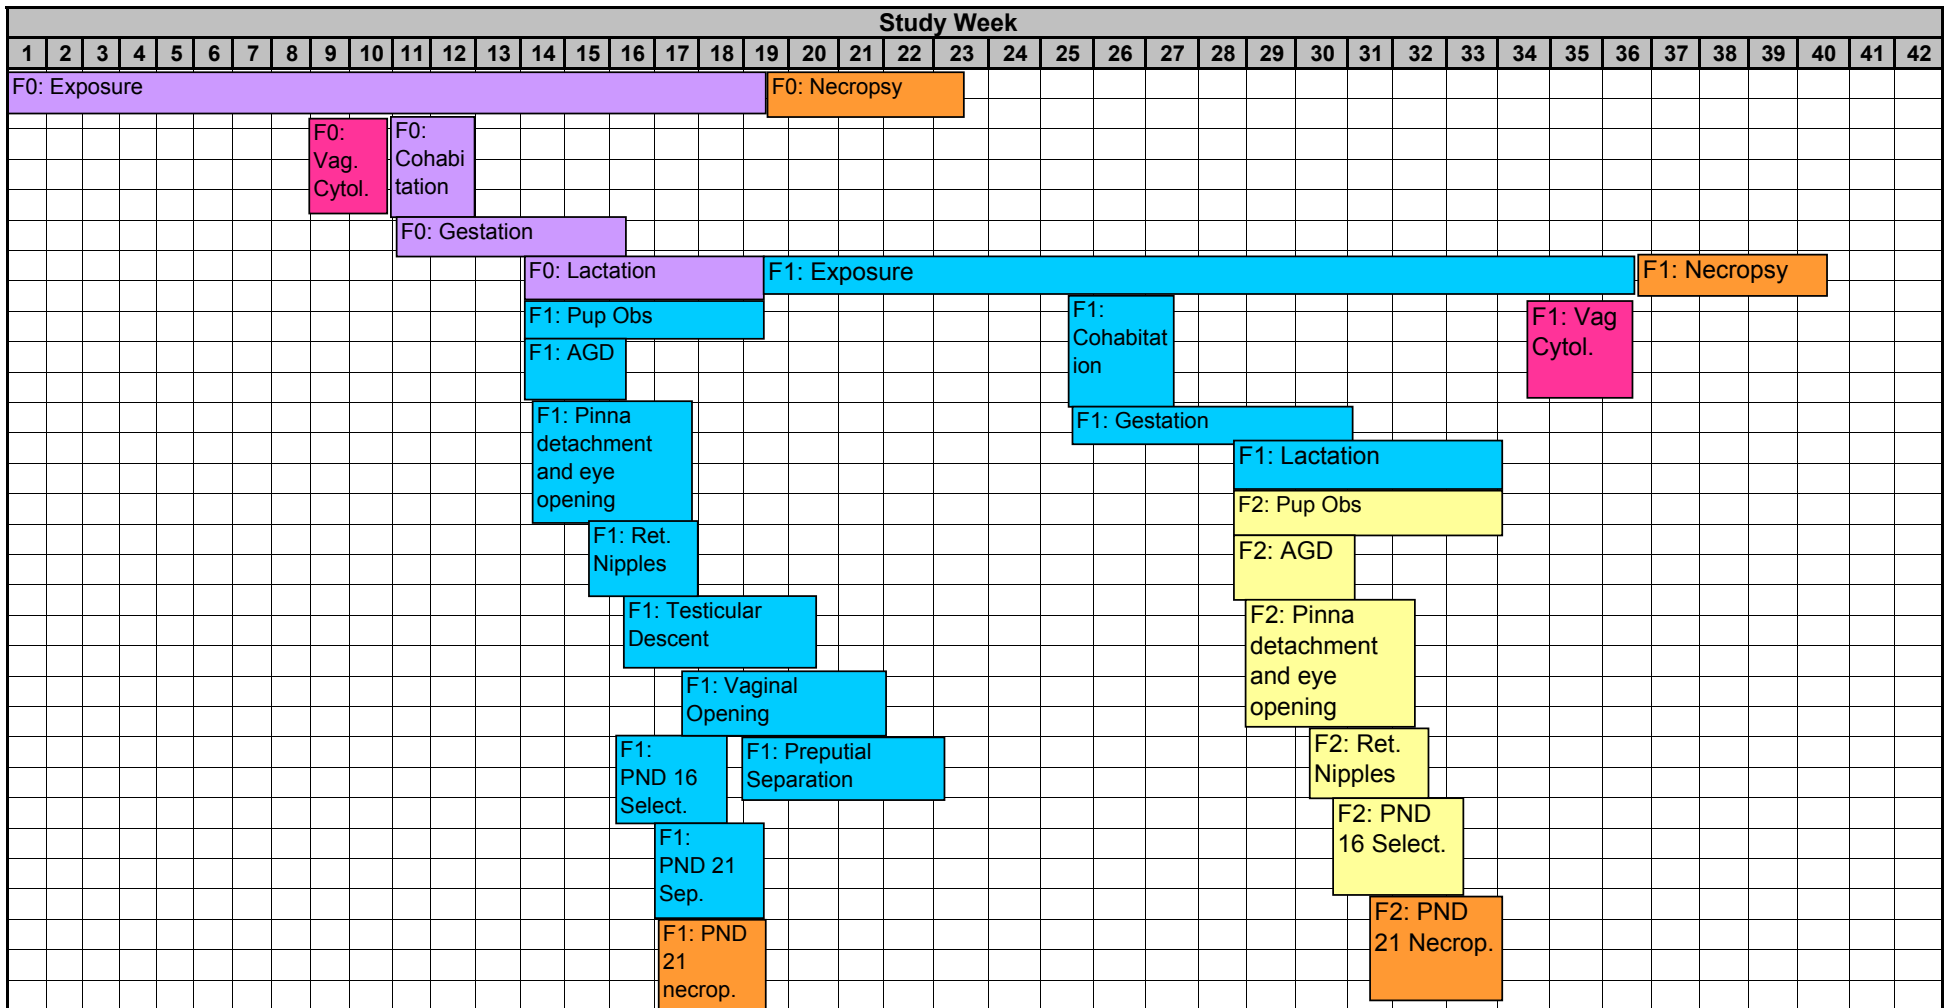 Study Week
1 2 3 4 5 6 7 8 9 10 11 12 13 14 15 16 17 18 19 20 21 22 23 24 25 26 27 28 29 30 31 32 33 34 35 36 37 38 39 40 41 42
F0: Exposure
F0: Necropsy
F0:
Vag.
Cytol.
F0:
Cohabi
tation
F0: Gestation
F0: Lactation
F1: Exposure
F1: Necropsy
F1: Pup Obs
F1:
Cohabitat
ion
F1: Vag
Cytol.
F1: AGD
F1: Pinna
detachment
and eye
opening
F1: Gestation
F1: Lactation
F2: Pup Obs
F1: Ret.
Nipples
F2: AGD
F1: Testicular
Descent
F2: Pinna
detachment
and eye
opening
F1: Vaginal
Opening
F1:
PND 16
Select.
F1: Preputial
Separation
F2: Ret.
Nipples
F2: PND
16 Select.
F1:
PND 21
Sep.
F2: PND
21 Necrop.
F1: PND
21
necrop.